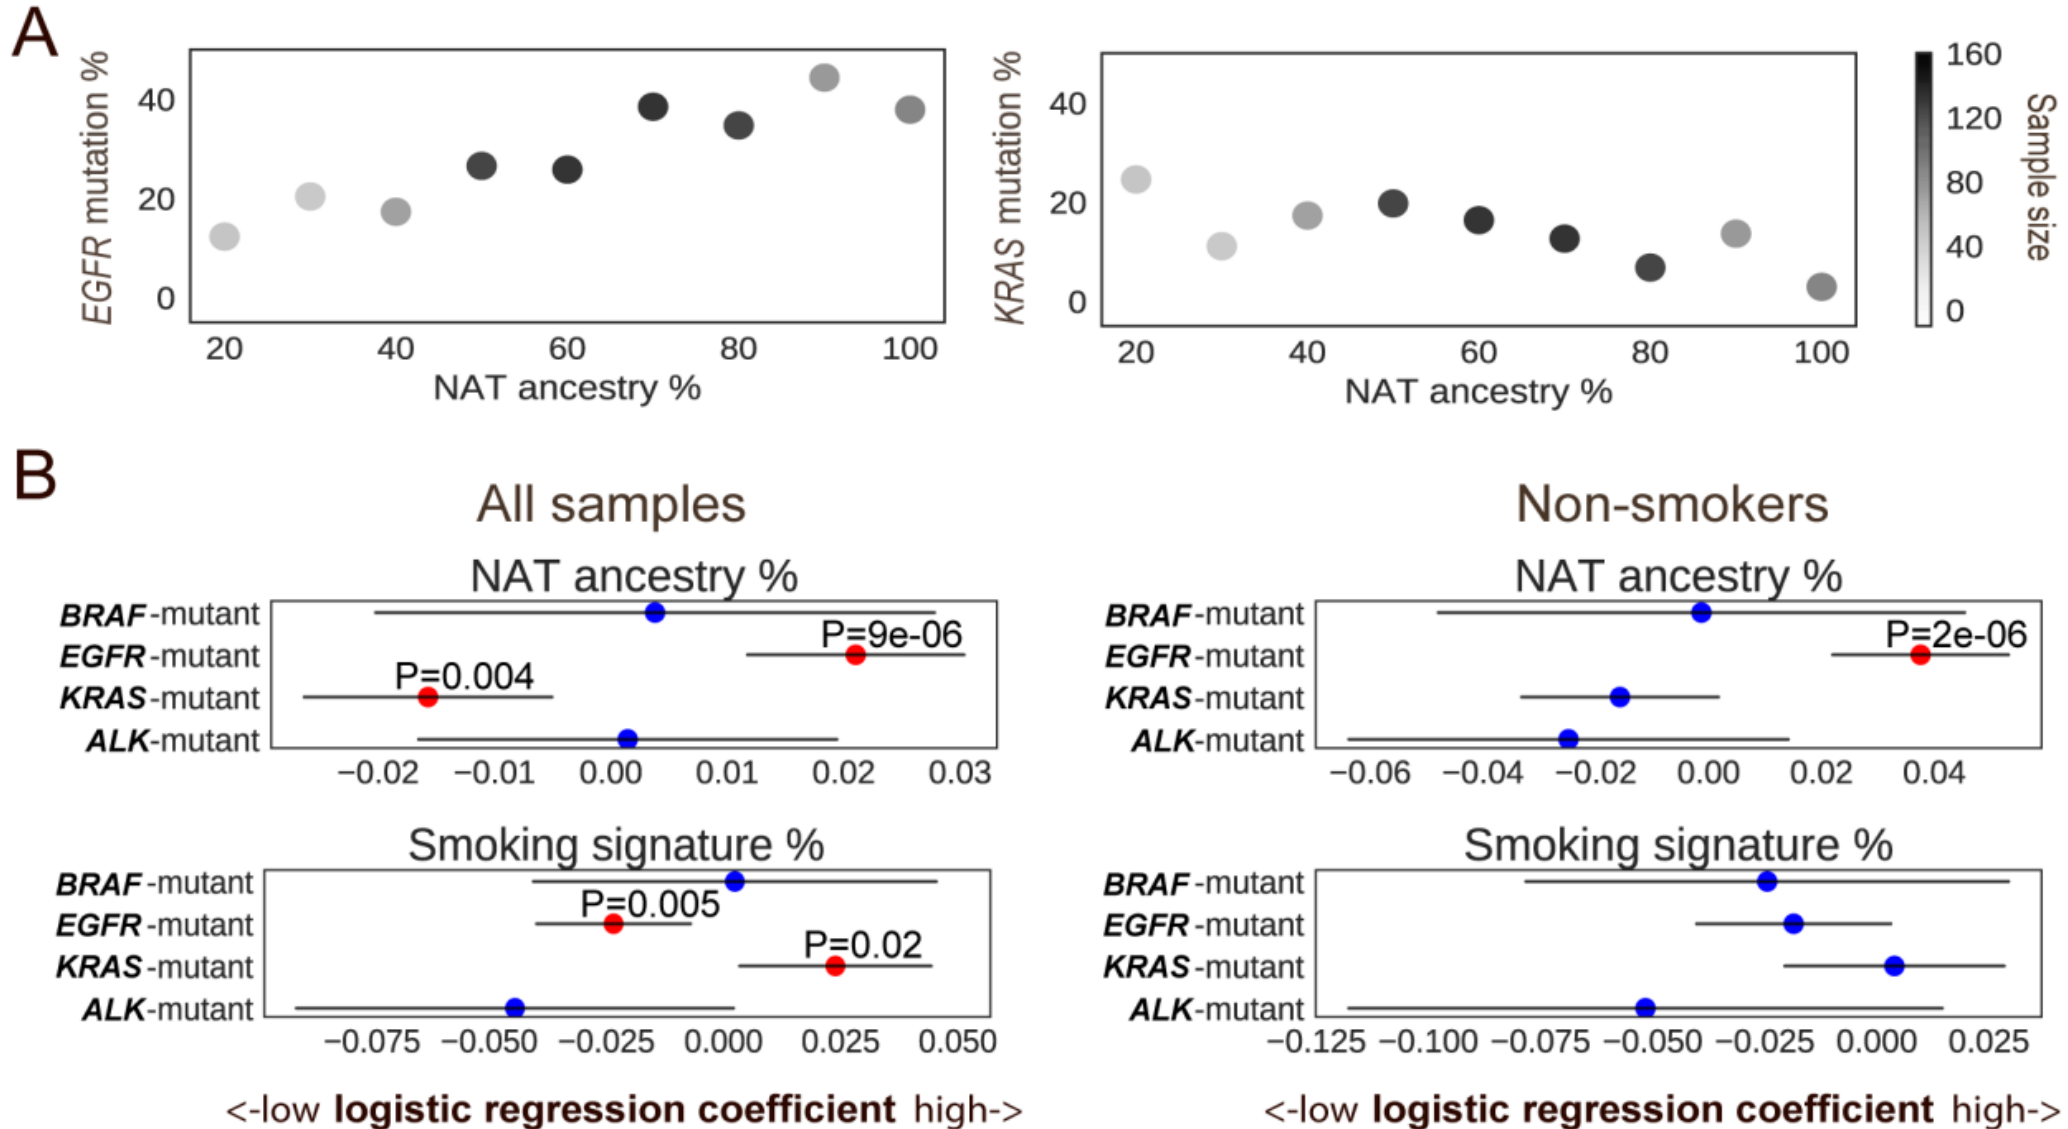 A
EGFR mutation %
40
20
0
20 40 60 80 100
NAT ancestry %
KRAS mutation %
40
20
0
20 40 60 80 100
NAT ancestry %
160
120
80
40
0
Sample size
B
All samples
NAT ancestry %
BRAF-mutant
P=9e-06
EGFR-mutant
P=0.004
KRAS-mutant
ALK-mutant
−0.02 −0.01 0.00 0.01 0.02 0.03
Smoking signature %
BRAF-mutant
P=0.005
EGFR-mutant
P=0.02
KRAS-mutant
ALK-mutant
−0.075 −0.050 −0.025 0.000 0.025 0.050
<-low logistic regression coefficient high->
Non-smokers
NAT ancestry %
BRAF-mutant
P=2e-06
EGFR-mutant
KRAS-mutant
ALK-mutant
−0.06 −0.04 −0.02 0.00 0.02 0.04
Smoking signature %
BRAF-mutant
EGFR-mutant
KRAS-mutant
ALK-mutant
−0.125 −0.100 −0.075 −0.050 −0.025 0.000 0.025
<-low logistic regression coefficient high->